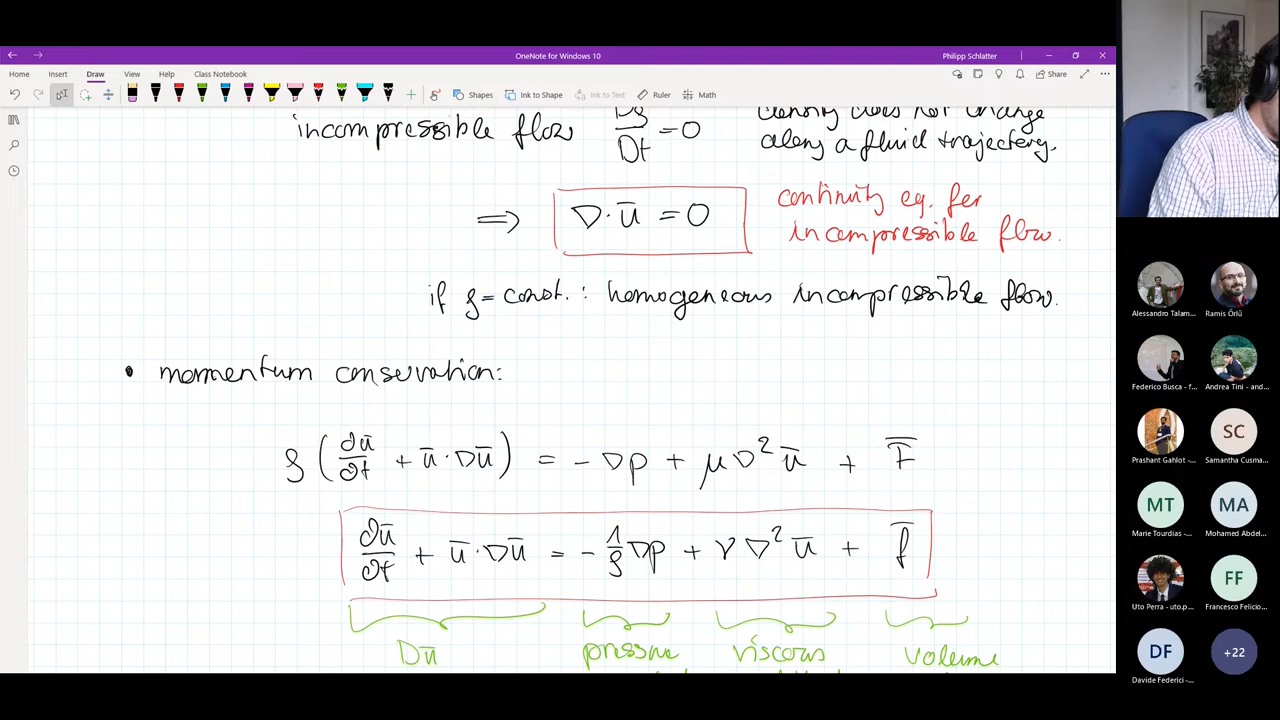 OneNote for Windows 10
Philipp Schlatter
Home Insert Draw View Help Class Notebook
Share
Shapes Ink to Shape Ink to Text Ruler Math
incompressible flow Dρ/Dt = 0 density does not change
along a fluid trajectory.
⟹ ∇·ū = 0 continuity eq. for
incompressible flow.
if ρ = const. : homogeneous incompressible flow.
• momentum conservation:
ρ(∂ū/∂t + ū·∇ū) = -∇p + μ∇²ū + F̄
∂ū/∂t + ū·∇ū = -1/ρ ∇p + ν∇²ū + f̄
Dū pressure viscous volume
Alessandro Talam... Ramis Örlü
Federico Busca - f... Andrea Tini - and...
SC
Prashant Gahlot -... Samantha Cusma...
MT MA
Marie Tourdias -... Mohamed Abdel...
FF
Uto Perra - uto.p... Francesco Felicio...
DF +22
Davide Federici -...